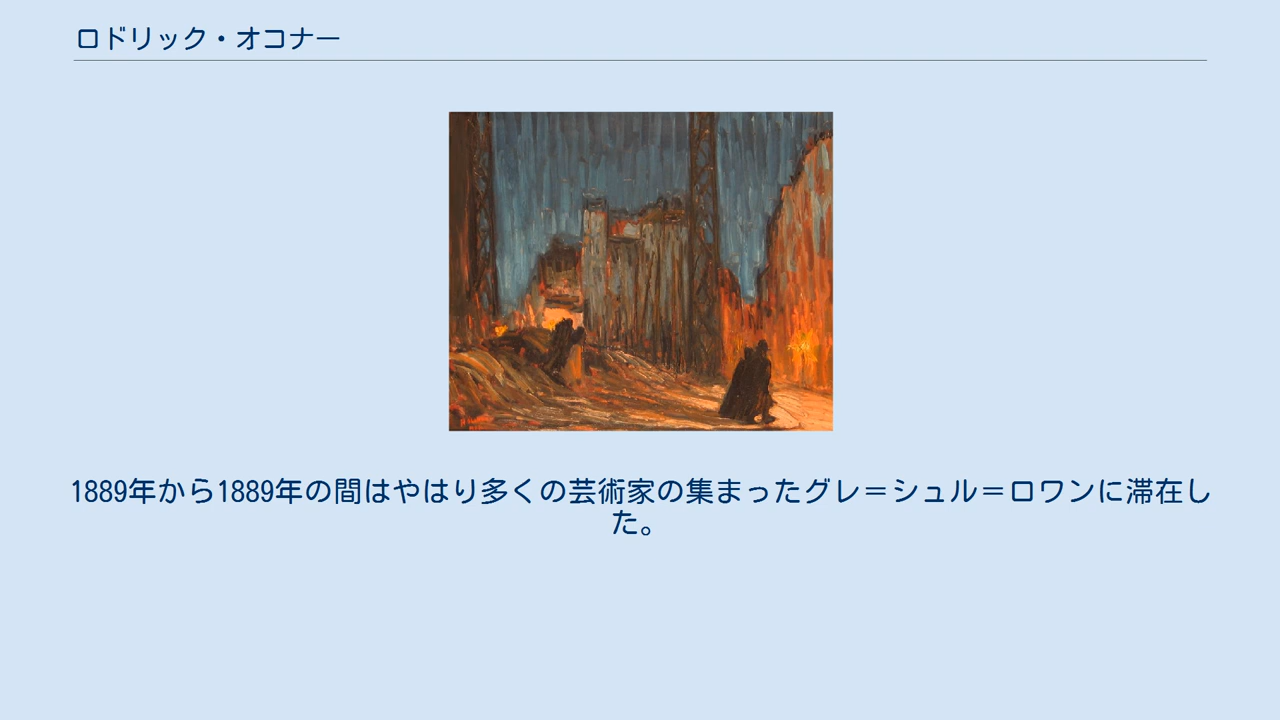 ロドリック・オコナー
1889年から1889年の間はやはり多くの芸術家の集まったグレ＝シュル＝ロワンに滞在し
た。